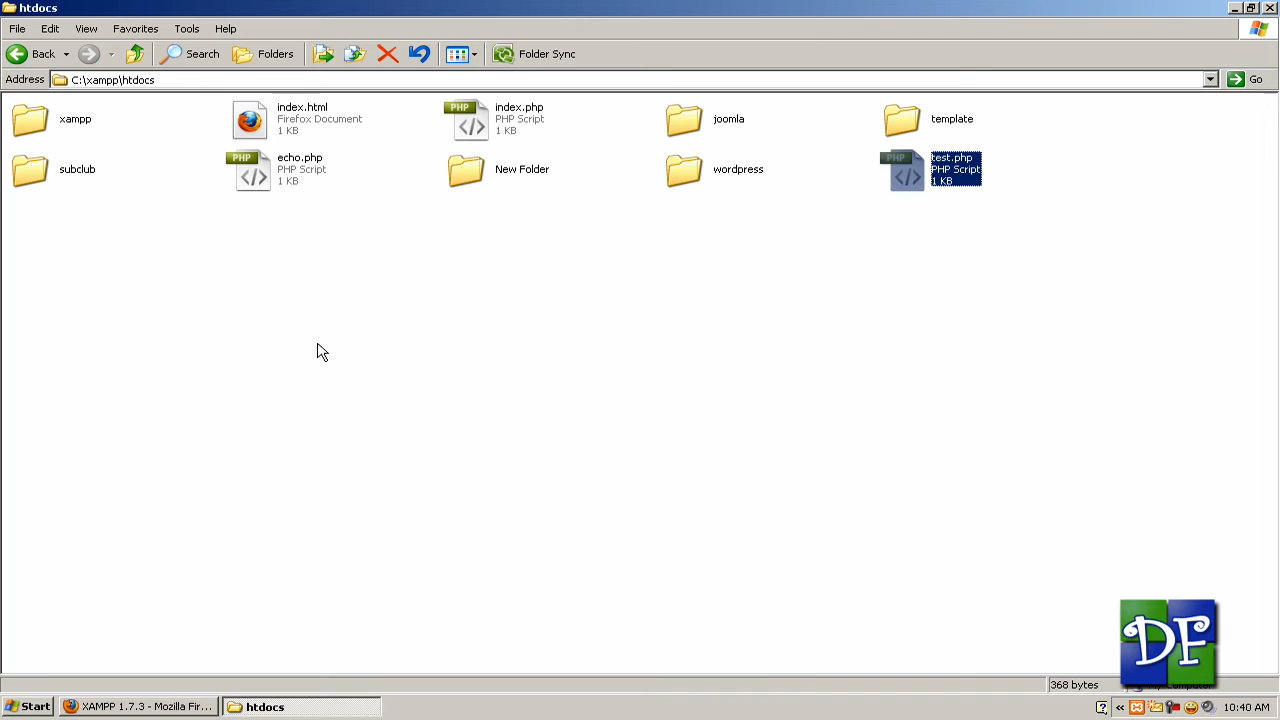 htdocs
File Edit View Favorites Tools Help
Back Search Folders Folder Sync
Address C:\xampp\htdocs Go
xampp
index.html
Firefox Document
1 KB
PHP
index.php
PHP Script
1 KB
joomla
template
subclub
PHP
echo.php
PHP Script
1 KB
New Folder
wordpress
PHP
test.php
PHP Script
1 KB
DF
368 bytes
Start XAMPP 1.7.3 - Mozilla Fir... htdocs 10:40 AM